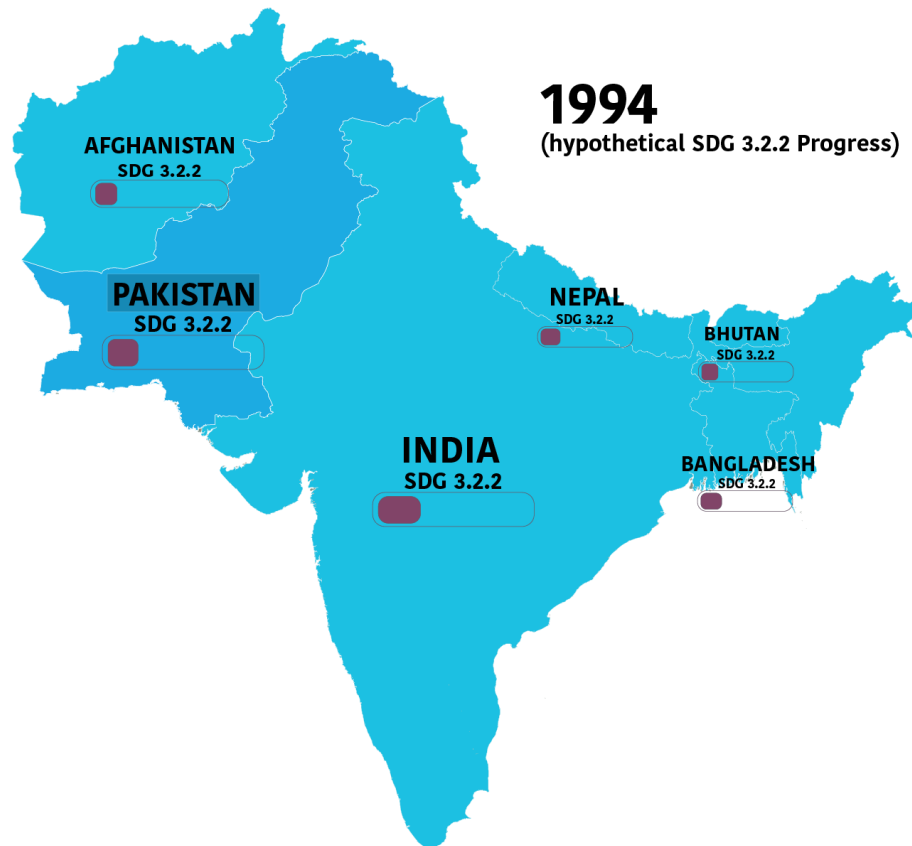 1994
(hypothetical SDG 3.2.2 Progress)
AFGHANISTAN
SDG 3.2.2
PAKISTAN
SDG 3.2.2
NEPAL
SDG 3.2.2
BHUTAN
SDG 3.2.2
INDIA
SDG 3.2.2
BANGLADESH
SDG 3.2.2